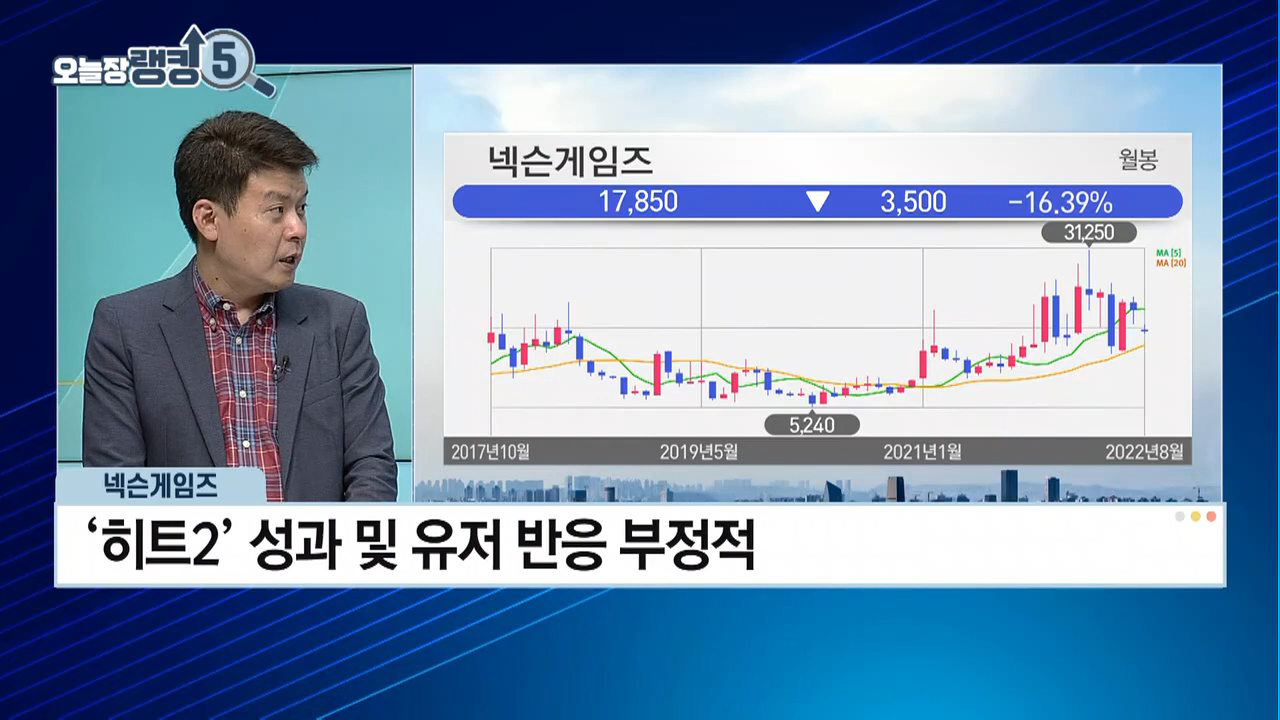 오늘장랭킹5
넥슨게임즈
월봉
17,850 ▼ 3,500 -16.39%
31,250
MA [5]
MA [20]
5,240
2017년10월 2019년5월 2021년1월 2022년8월
넥슨게임즈
‘히트2’ 성과 및 유저 반응 부정적